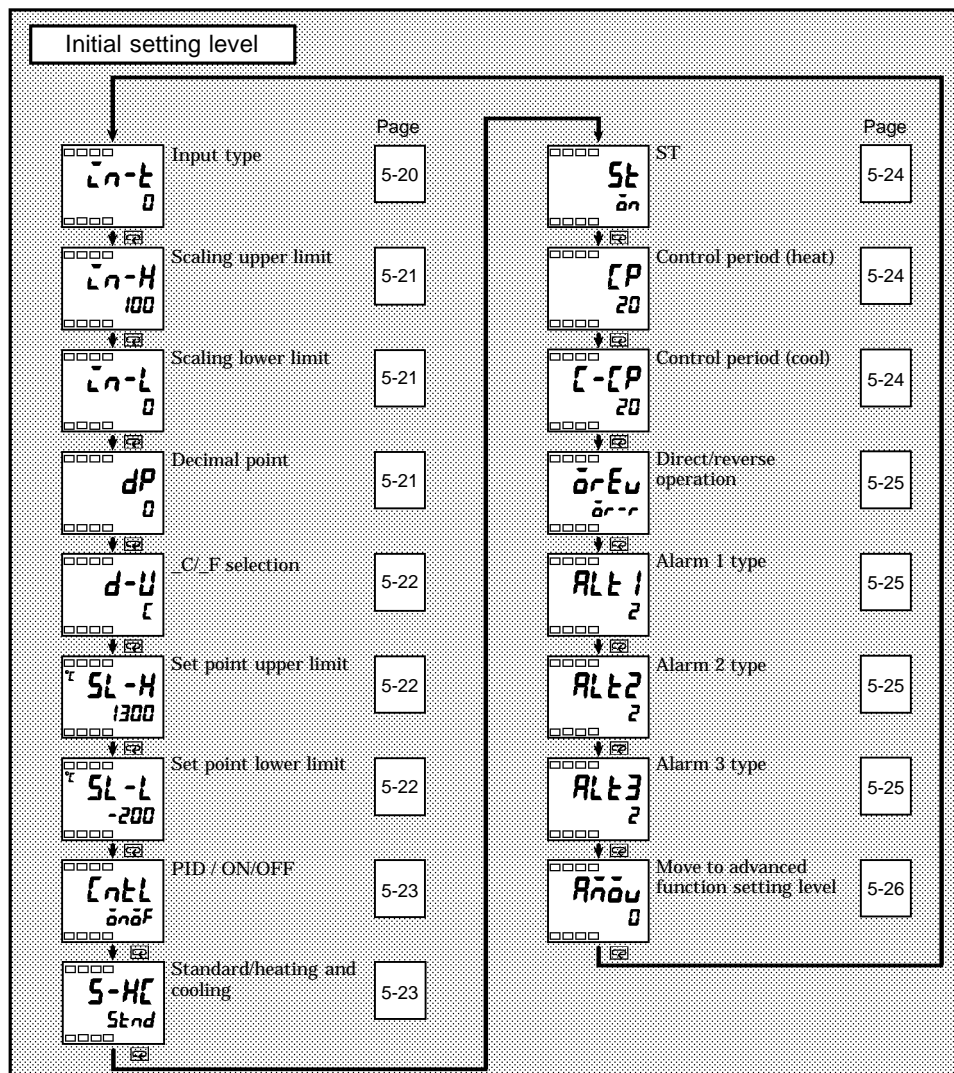 Initial setting level
Page
in-t
0
Input type
5-20
in-H
100
Scaling upper limit
5-21
in-L
0
Scaling lower limit
5-21
dP
0
Decimal point
5-21
d-U
C
_C/_F selection
5-22
°C
SL-H
1300
Set point upper limit
5-22
°C
SL-L
-200
Set point lower limit
5-22
CntL
onoF
PID / ON/OFF
5-23
S-HC
Stnd
Standard/heating and
cooling
5-23
Page
St
on
ST
5-24
CP
20
Control period (heat)
5-24
C-CP
20
Control period (cool)
5-24
orEv
or-r
Direct/reverse
operation
5-25
ALt1
2
Alarm 1 type
5-25
ALt2
2
Alarm 2 type
5-25
ALt3
2
Alarm 3 type
5-25
Amov
0
Move to advanced
function setting level
5-26